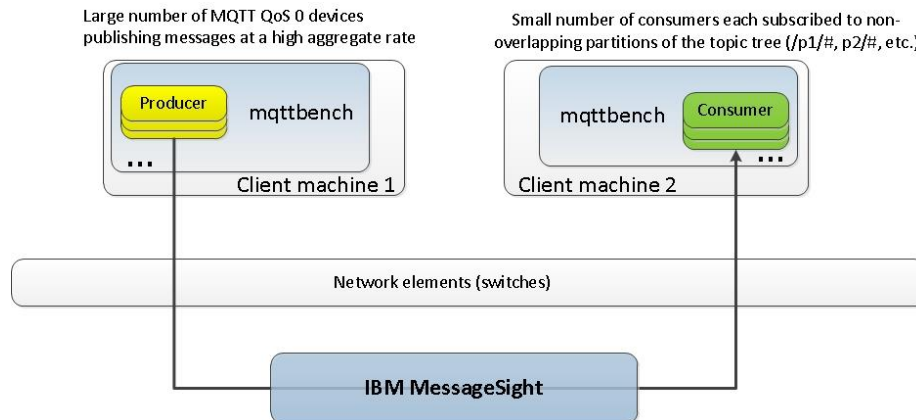 Large number of MQTT QoS 0 devices
publishing messages at a high aggregate rate
Small number of consumers each subscribed to non-
overlapping partitions of the topic tree (/p1/#, p2/#, etc.)
Producer
mqttbench
...
Client machine 1
mqttbench
Consumer
...
Client machine 2
Network elements (switches)
IBM MessageSight